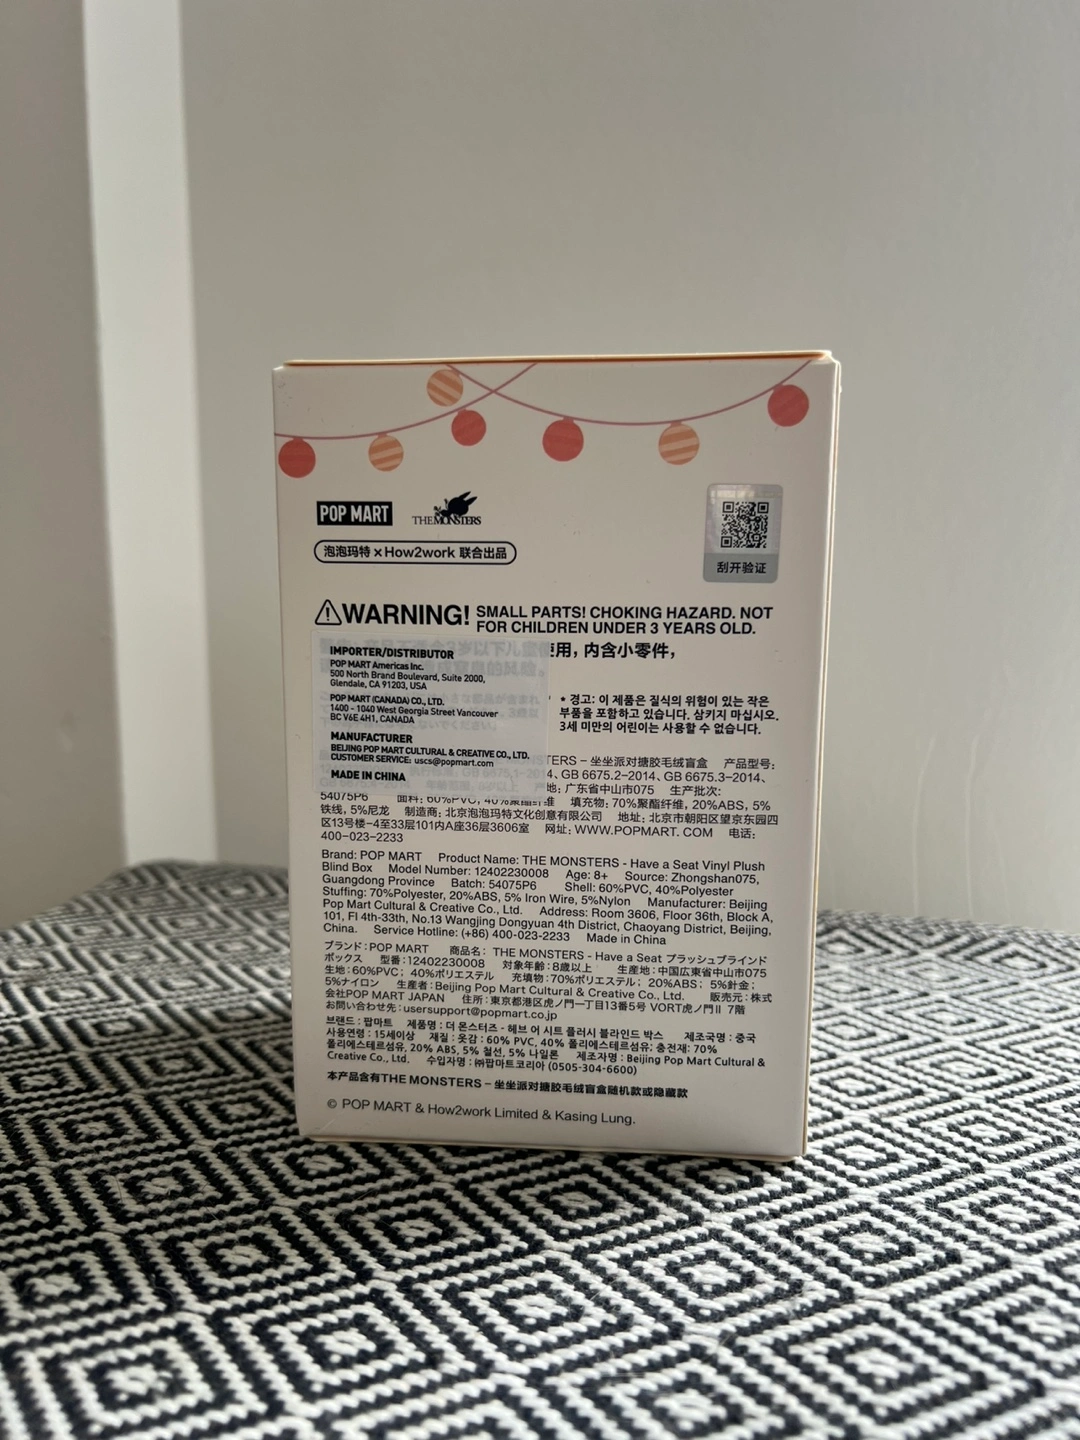 POP MART
THE MONSTERS
泡泡玛特×How2work 联合出品
刮开验证
WARNING! SMALL PARTS! CHOKING HAZARD. NOT
FOR CHILDREN UNDER 3 YEARS OLD.
使用，内含小零件，
IMPORTER/DISTRIBUTOR
POP MART Americas Inc.
500 North Brand Boulevard, Suite 2000,
Glendale, CA 91203, USA
POP MART (CANADA) CO., LTD.
1400 - 1040 West Georgia Street Vancouver
BC V6E 4H1, CANADA
MANUFACTURER
BEIJING POP MART CULTURAL & CREATIVE CO., LTD.
CUSTOMER SERVICE: uscs@popmart.com
MADE IN CHINA
* 경고: 이 제품은 질식의 위험이 있는 작은
부품을 포함하고 있습니다. 삼키지 마십시오.
3세 미만의 어린이는 사용할 수 없습니다.
STERS – 坐坐派对搪胶毛绒盲盒 产品型号:
GB 6675.2–2014、GB 6675.3–2014、
地: 广东省中山市075 生产批次:
54075P6 面料: 60%PVC, 40%聚酯纤维 填充物: 70%聚酯纤维, 20%ABS, 5%
铁线, 5%尼龙 制造商: 北京泡泡玛特文化创意有限公司 地址: 北京市朝阳区望京东园四
区13号楼-4至33层101内A座36层3606室 网址: WWW.POPMART. COM 电话:
400-023-2233
Brand: POP MART Product Name: THE MONSTERS - Have a Seat Vinyl Plush
Blind Box Model Number: 12402230008 Age: 8+ Source: Zhongshan075,
Guangdong Province Batch: 54075P6 Shell: 60%PVC, 40%Polyester
Stuffing: 70%Polyester, 20%ABS, 5% Iron Wire, 5%Nylon Manufacturer: Beijing
Pop Mart Cultural & Creative Co., Ltd. Address: Room 3606, Floor 36th, Block A,
101, Fl 4th-33th, No.13 Wangjing Dongyuan 4th District, Chaoyang District, Beijing,
China. Service Hotline: (+86) 400-023-2233 Made in China
ブランド: POP MART 商品名: THE MONSTERS - Have a Seat プラッシュブラインド
ボックス 型番: 12402230008 対象年齢: 8歳以上 生産地: 中国広東省中山市075
生地: 60%PVC; 40%ポリエステル 充填物: 70%ポリエステル; 20%ABS; 5%針金;
5%ナイロン 生産者: Beijing Pop Mart Cultural & Creative Co., Ltd. 販売元: 株式
会社POP MART JAPAN 住所: 東京都港区虎ノ門一丁目13番5号 VORT虎ノ門II 7階
お問い合わせ先: usersupport@popmart.co.jp
브랜드 : 팝마트 제품명 : 더 몬스터즈 - 헤브 어 시트 플러시 블라인드 박스 제조국명 : 중국
사용연령 : 15세이상 재질 : 옷감 : 60% PVC, 40% 폴리에스테르섬유; 충전재: 70%
폴리에스테르섬유, 20% ABS, 5% 철선, 5% 나일론 제조자명 : Beijing Pop Mart Cultural &
Creative Co., Ltd. 수입자명 : ㈜팝마트코리아 (0505-304-6600)
本产品含有THE MONSTERS – 坐坐派对搪胶毛绒盲盒随机款或隐藏款
© POP MART & How2work Limited & Kasing Lung.